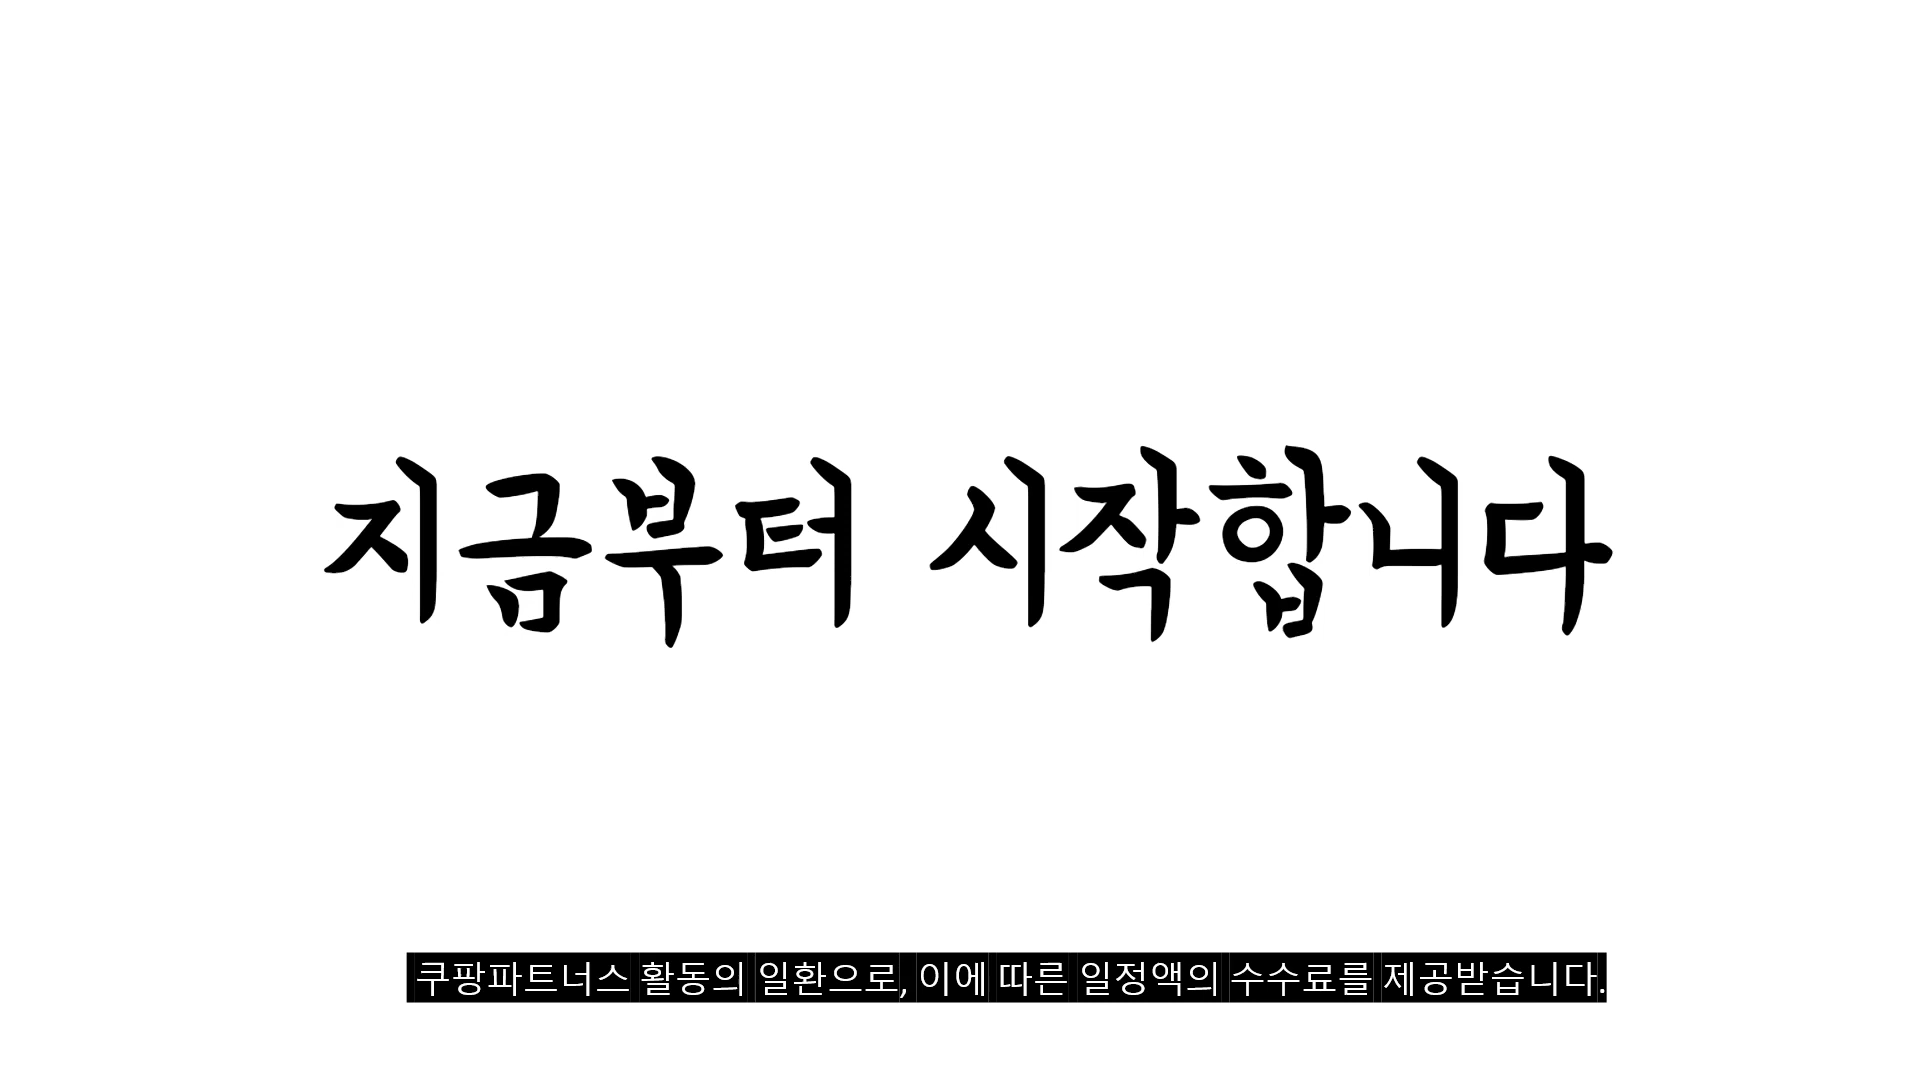 지금부터 시작합니다
쿠팡파트너스 활동의 일환으로, 이에 따른 일정액의 수수료를 제공받습니다.